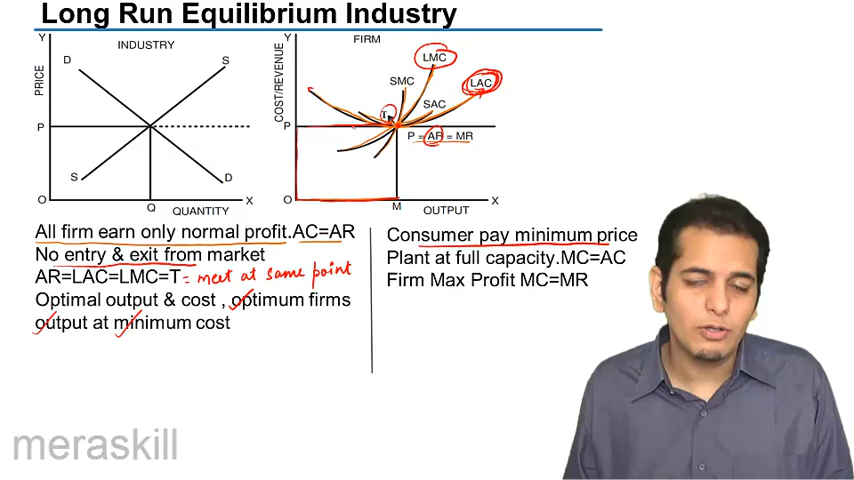 Long Run Equilibrium Industry
Y
INDUSTRY
D
S
PRICE
P
S
D
O
Q
QUANTITY
X
Y
FIRM
COST/REVENUE
LMC
SMC
LAC
SAC
T
P
P = AR = MR
O
M
OUTPUT
X
All firm earn only normal profit.AC=AR
No entry & exit from market
AR=LAC=LMC=T = meet at same point
Optimal output & cost , optimum firms
output at minimum cost
Consumer pay minimum price
Plant at full capacity.MC=AC
Firm Max Profit MC=MR
meraskill